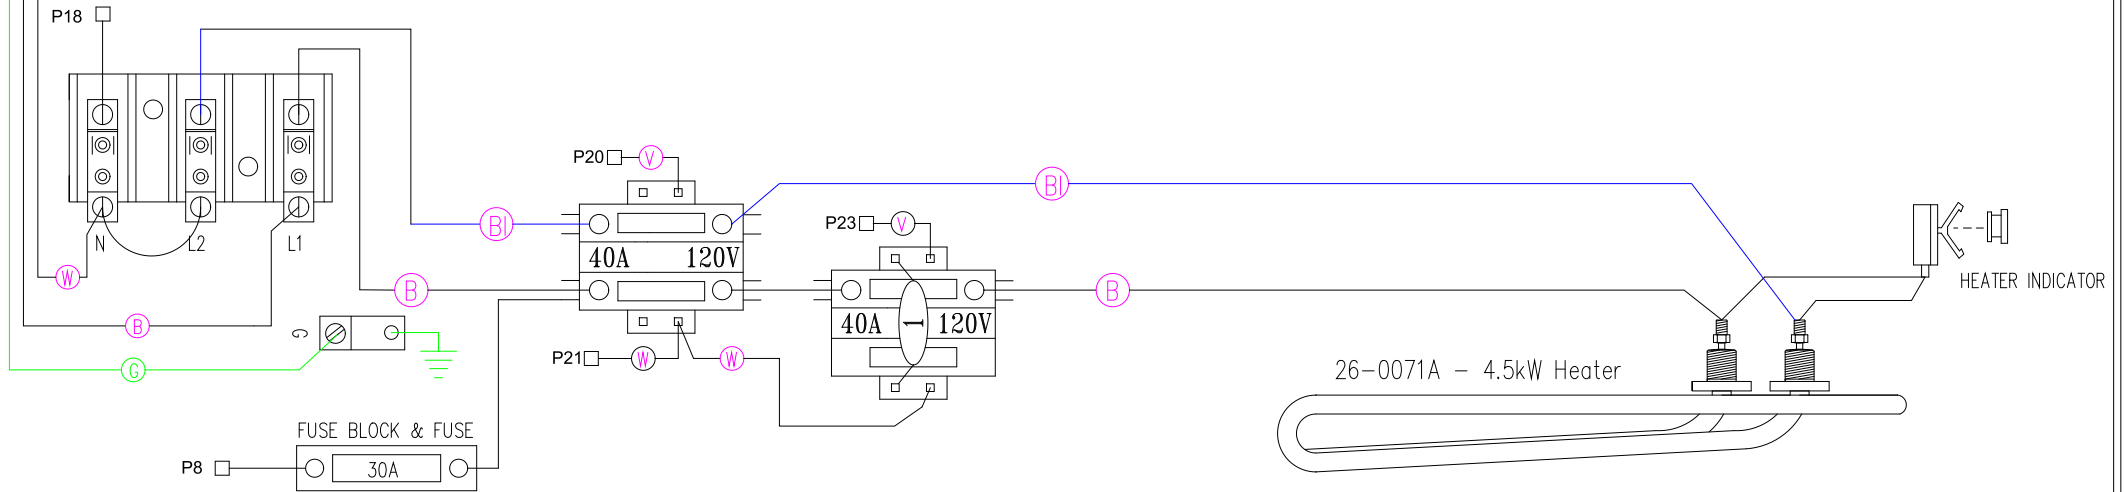 P18
N
L2
L1
W
B
G
G
Bl
B
P20
V
40A 120V
P21
W
W
P23
V
40A 1 120V
Bl
B
HEATER INDICATOR
26-0071A - 4.5kW Heater
FUSE BLOCK & FUSE
P8
30A